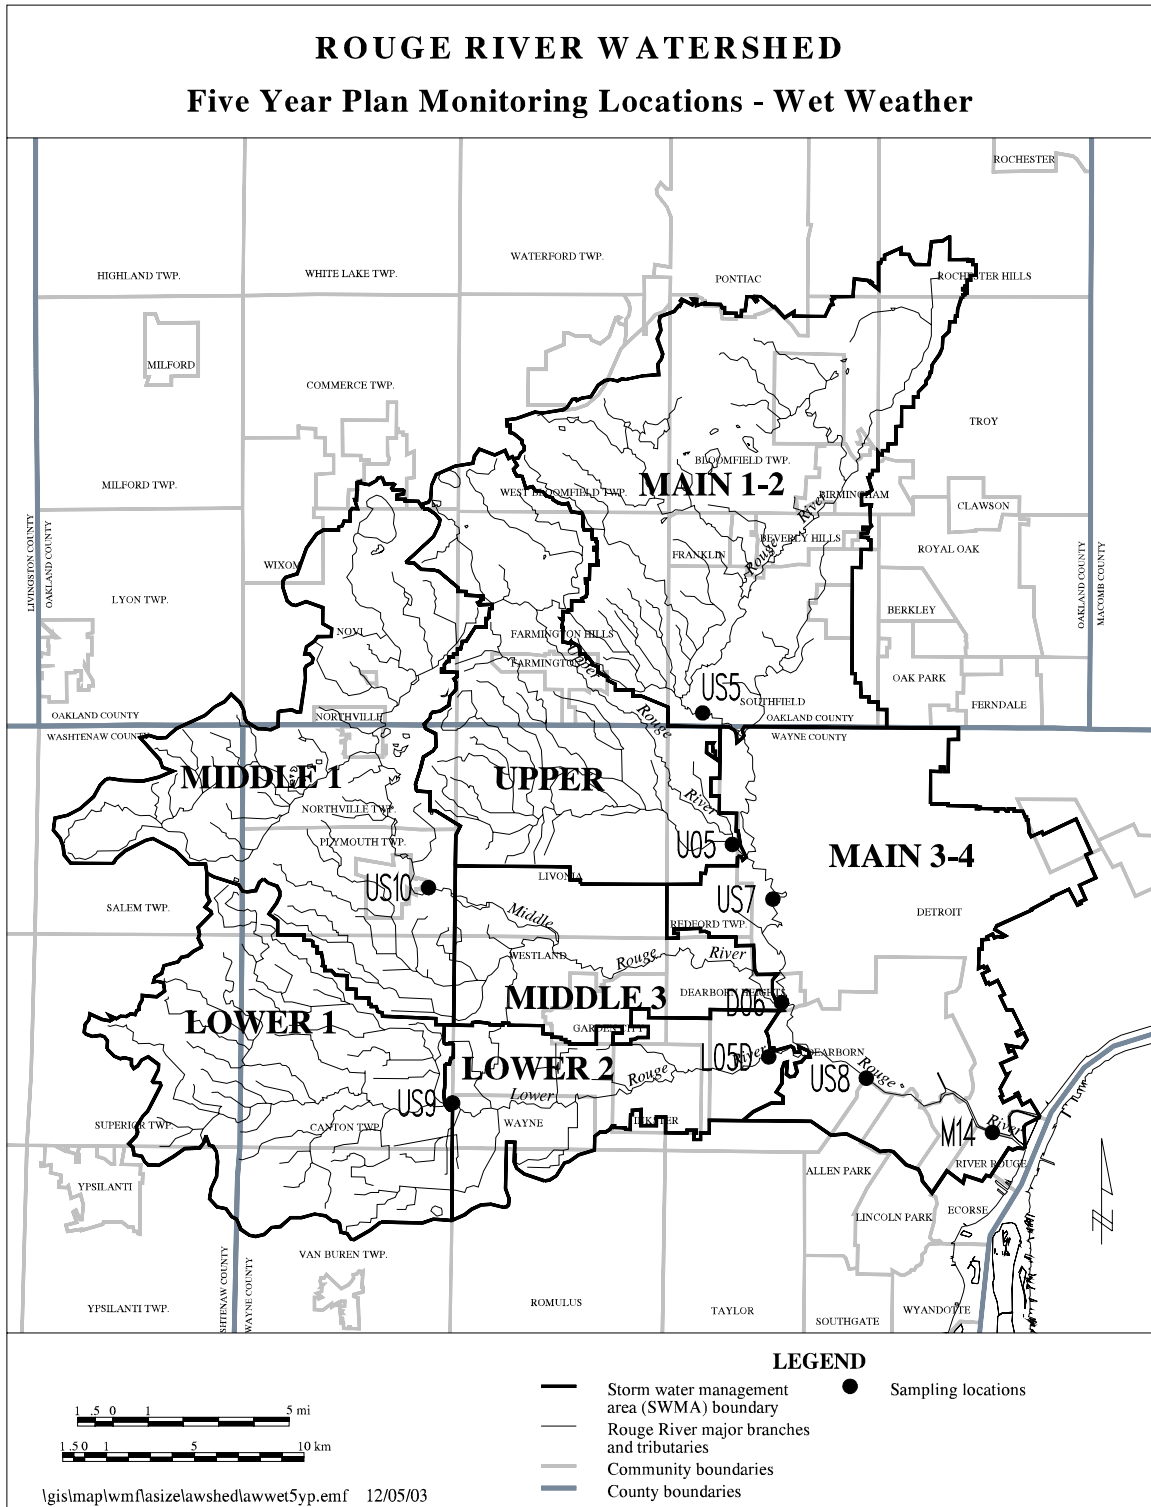 ROUGE RIVER WATERSHED
Five Year Plan Monitoring Locations - Wet Weather
ROCHESTER
WATERFORD TWP.
HIGHLAND TWP.
WHITE LAKE TWP.
PONTIAC
ROCHESTER HILLS
MILFORD
COMMERCE TWP.
TROY
BLOOMFIELD TWP.
MILFORD TWP.
WEST BLOOMFIELD TWP.
MAIN 1-2
BIRMINGHAM
CLAWSON
River
BEVERLY HILLS
Rouge
FRANKLIN
ROYAL OAK
LIVINGSTON COUNTY
OAKLAND COUNTY
OAKLAND COUNTY
MACOMB COUNTY
WIXOM
LYON TWP.
BERKLEY
NOVI
FARMINGTON HILLS
Upper
FARMINGTON
OAK PARK
US5
SOUTHFIELD
FERNDALE
OAKLAND COUNTY
NORTHVILLE
Rouge
OAKLAND COUNTY
WASHTENAW COUNTY
WAYNE COUNTY
MIDDLE 1
UPPER
River
NORTHVILLE TWP.
PLYMOUTH TWP.
U05
MAIN 3-4
LIVONIA
US10
US7
SALEM TWP.
Middle
DETROIT
REDFORD TWP.
WESTLAND
Rouge
River
MIDDLE 3
DEARBORN HEIGHTS
D06
LOWER 1
GARDEN CITY
LOWER 2
L05D
River
DEARBORN
Rouge
US8
Rouge
US9
Lower
SUPERIOR TWP.
CANTON TWP.
WAYNE
INKSTER
M14
River
RIVER ROUGE
ALLEN PARK
YPSILANTI
LINCOLN PARK
ECORSE
VAN BUREN TWP.
SHTENAW COUNTY
WAYNE COUNTY
YPSILANTI TWP.
ROMULUS
TAYLOR
WYANDOTTE
SOUTHGATE
LEGEND
Storm water management
area (SWMA) boundary
Sampling locations
Rouge River major branches
and tributaries
Community boundaries
County boundaries
1 .5 0 1 5 mi
1 .5 0 1 5 10 km
\gis\map\wmf\asize\awshed\awwet5yp.emf 12/05/03